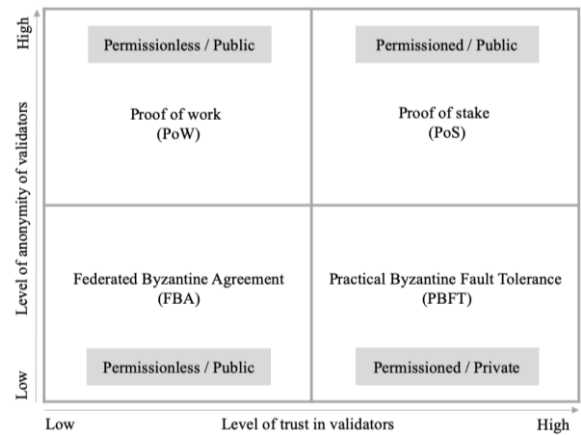 High
Level of anonymity of validators
Low
Permissionless / Public
Permissioned / Public
Proof of work
(PoW)
Proof of stake
(PoS)
Federated Byzantine Agreement
(FBA)
Practical Byzantine Fault Tolerance
(PBFT)
Permissionless / Public
Permissioned / Private
Low
Level of trust in validators
High